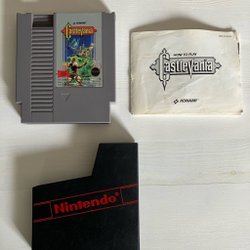 Castlevania
HOW TO PLAY
Castlevania
KONAMI
Nintendo®